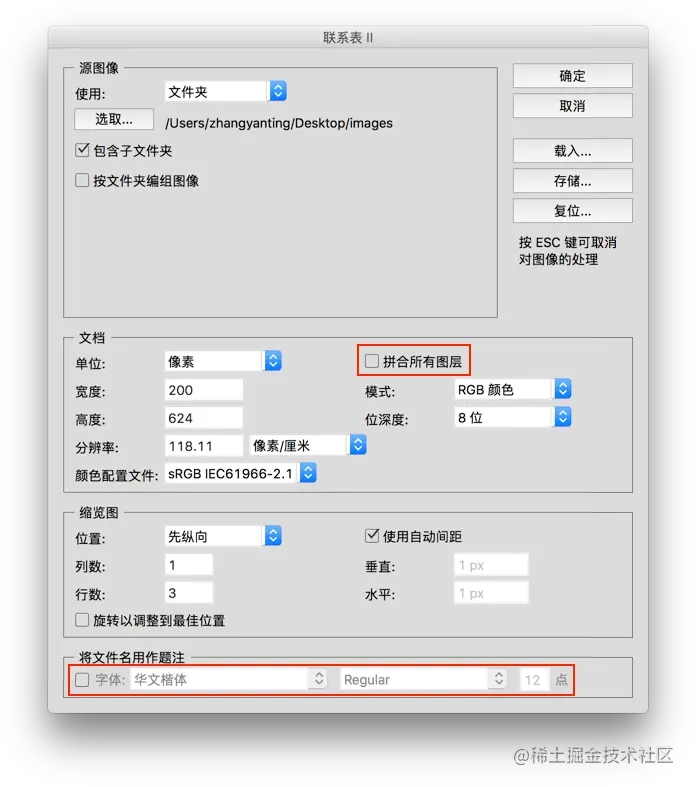 联系表 II
源图像
使用: 文件夹
选取... /Users/zhangyanting/Desktop/images
包含子文件夹
按文件夹编组图像
确定
取消
载入...
存储...
复位...
按 ESC 键可取消
对图像的处理
文档
单位: 像素
拼合所有图层
宽度: 200
模式: RGB 颜色
高度: 624
位深度: 8 位
分辨率: 118.11 像素/厘米
颜色配置文件: sRGB IEC61966-2.1
缩览图
位置: 先纵向
使用自动间距
列数: 1
垂直: 1 px
行数: 3
水平: 1 px
旋转以调整到最佳位置
将文件名用作题注
字体: 华文楷体 Regular 12 点
@稀土掘金技术社区